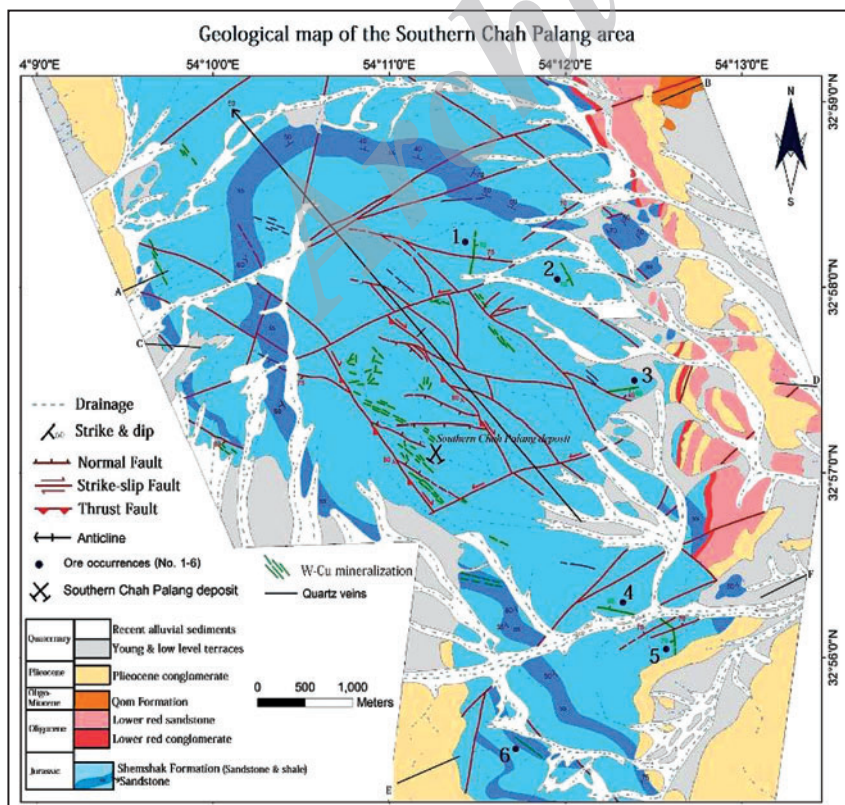 Geological map of the Southern Chah Palang area
4°9'0"E
54°10'0"E
54°11'0"E
54°12'0"E
54°13'0"E
Archi
32°59'0"N
32°58'0"N
32°57'0"N
32°56'0"N
N
S
A
B
C
D
E
F
1
2
3
4
5
6
Southern Chah Palang deposit
Drainage
Strike & dip
Normal Fault
Strike-slip Fault
Thrust Fault
Anticline
Ore occurrences (No. 1-6)
Southern Chah Palang deposit
W-Cu mineralization
Quartz veins
Quaternary
Recent alluvial sediments
Young & low level terraces
Plieocene
Plieocene conglomerate
Oligo-
Miocene
Qom Formation
Oligocene
Lower red sandstone
Lower red conglomerate
Jurassic
Shemshak Formation (Sandstone & shale)
*Sandstone
0 500 1,000
Meters